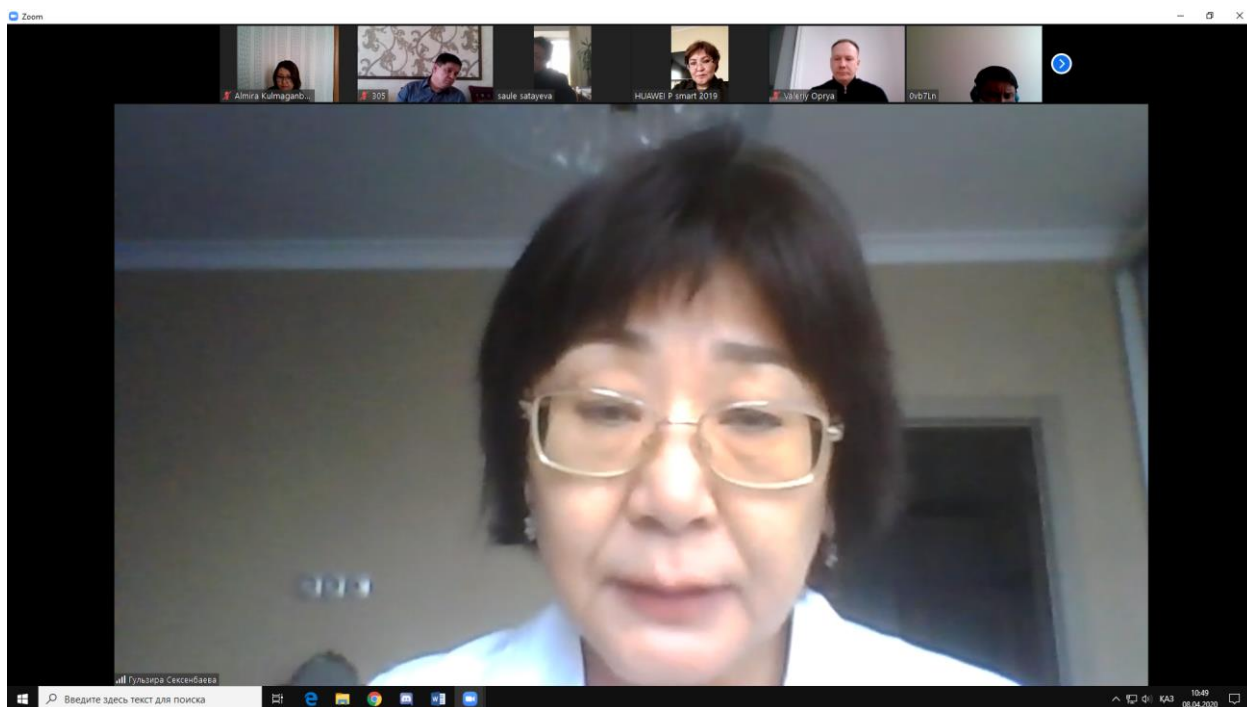 Zoom
Almira Kulmaganb...
305
saule satayeva
HUAWEI P smart 2019
Valeriy Oprya
0vb7Ln
Гульзира Сексенбаева
Введите здесь текст для поиска
ҚАЗ
10:49
08.04.2020